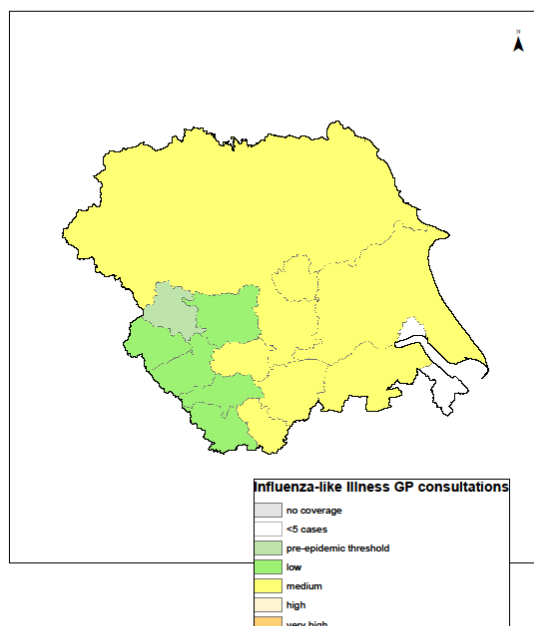 N
Influenza-like Illness GP consultations
no coverage
<5 cases
pre-epidemic threshold
low
medium
high
very high